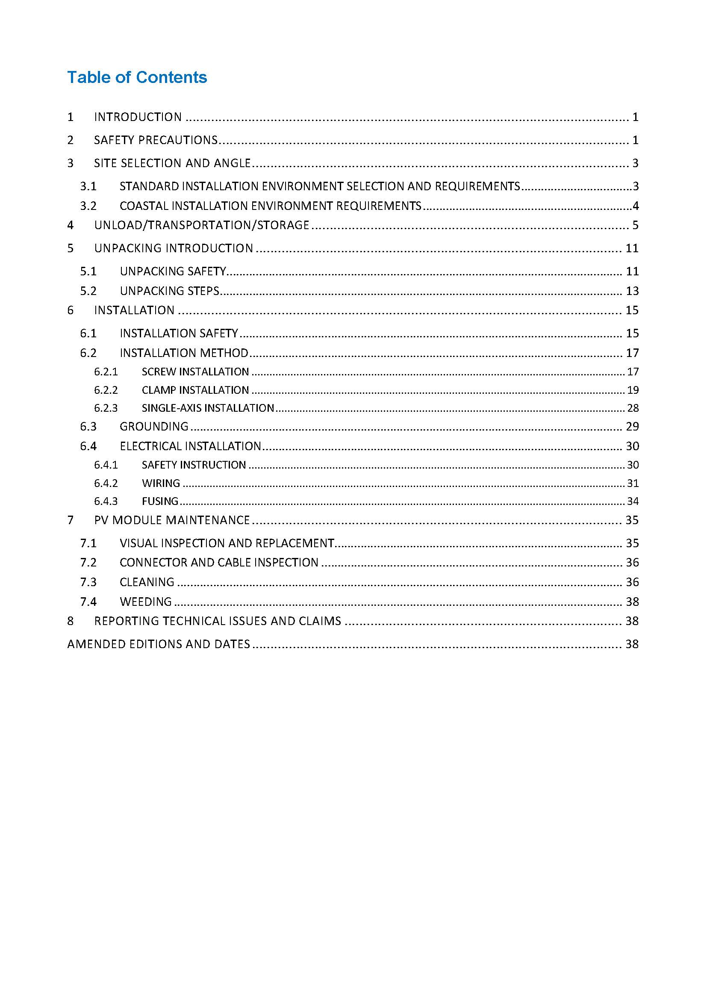 Table of Contents
1 INTRODUCTION ........ 1
2 SAFETY PRECAUTIONS ........ 1
3 SITE SELECTION AND ANGLE ........ 3
3.1 STANDARD INSTALLATION ENVIRONMENT SELECTION AND REQUIREMENTS ........ 3
3.2 COASTAL INSTALLATION ENVIRONMENT REQUIREMENTS ........ 4
4 UNLOAD/TRANSPORTATION/STORAGE ........ 5
5 UNPACKING INTRODUCTION ........ 11
5.1 UNPACKING SAFETY ........ 11
5.2 UNPACKING STEPS ........ 13
6 INSTALLATION ........ 15
6.1 INSTALLATION SAFETY ........ 15
6.2 INSTALLATION METHOD ........ 17
6.2.1 SCREW INSTALLATION ........ 17
6.2.2 CLAMP INSTALLATION ........ 19
6.2.3 SINGLE-AXIS INSTALLATION ........ 28
6.3 GROUNDING ........ 29
6.4 ELECTRICAL INSTALLATION ........ 30
6.4.1 SAFETY INSTRUCTION ........ 30
6.4.2 WIRING ........ 31
6.4.3 FUSING ........ 34
7 PV MODULE MAINTENANCE ........ 35
7.1 VISUAL INSPECTION AND REPLACEMENT ........ 35
7.2 CONNECTOR AND CABLE INSPECTION ........ 36
7.3 CLEANING ........ 36
7.4 WEEDING ........ 38
8 REPORTING TECHNICAL ISSUES AND CLAIMS ........ 38
AMENDED EDITIONS AND DATES ........ 38